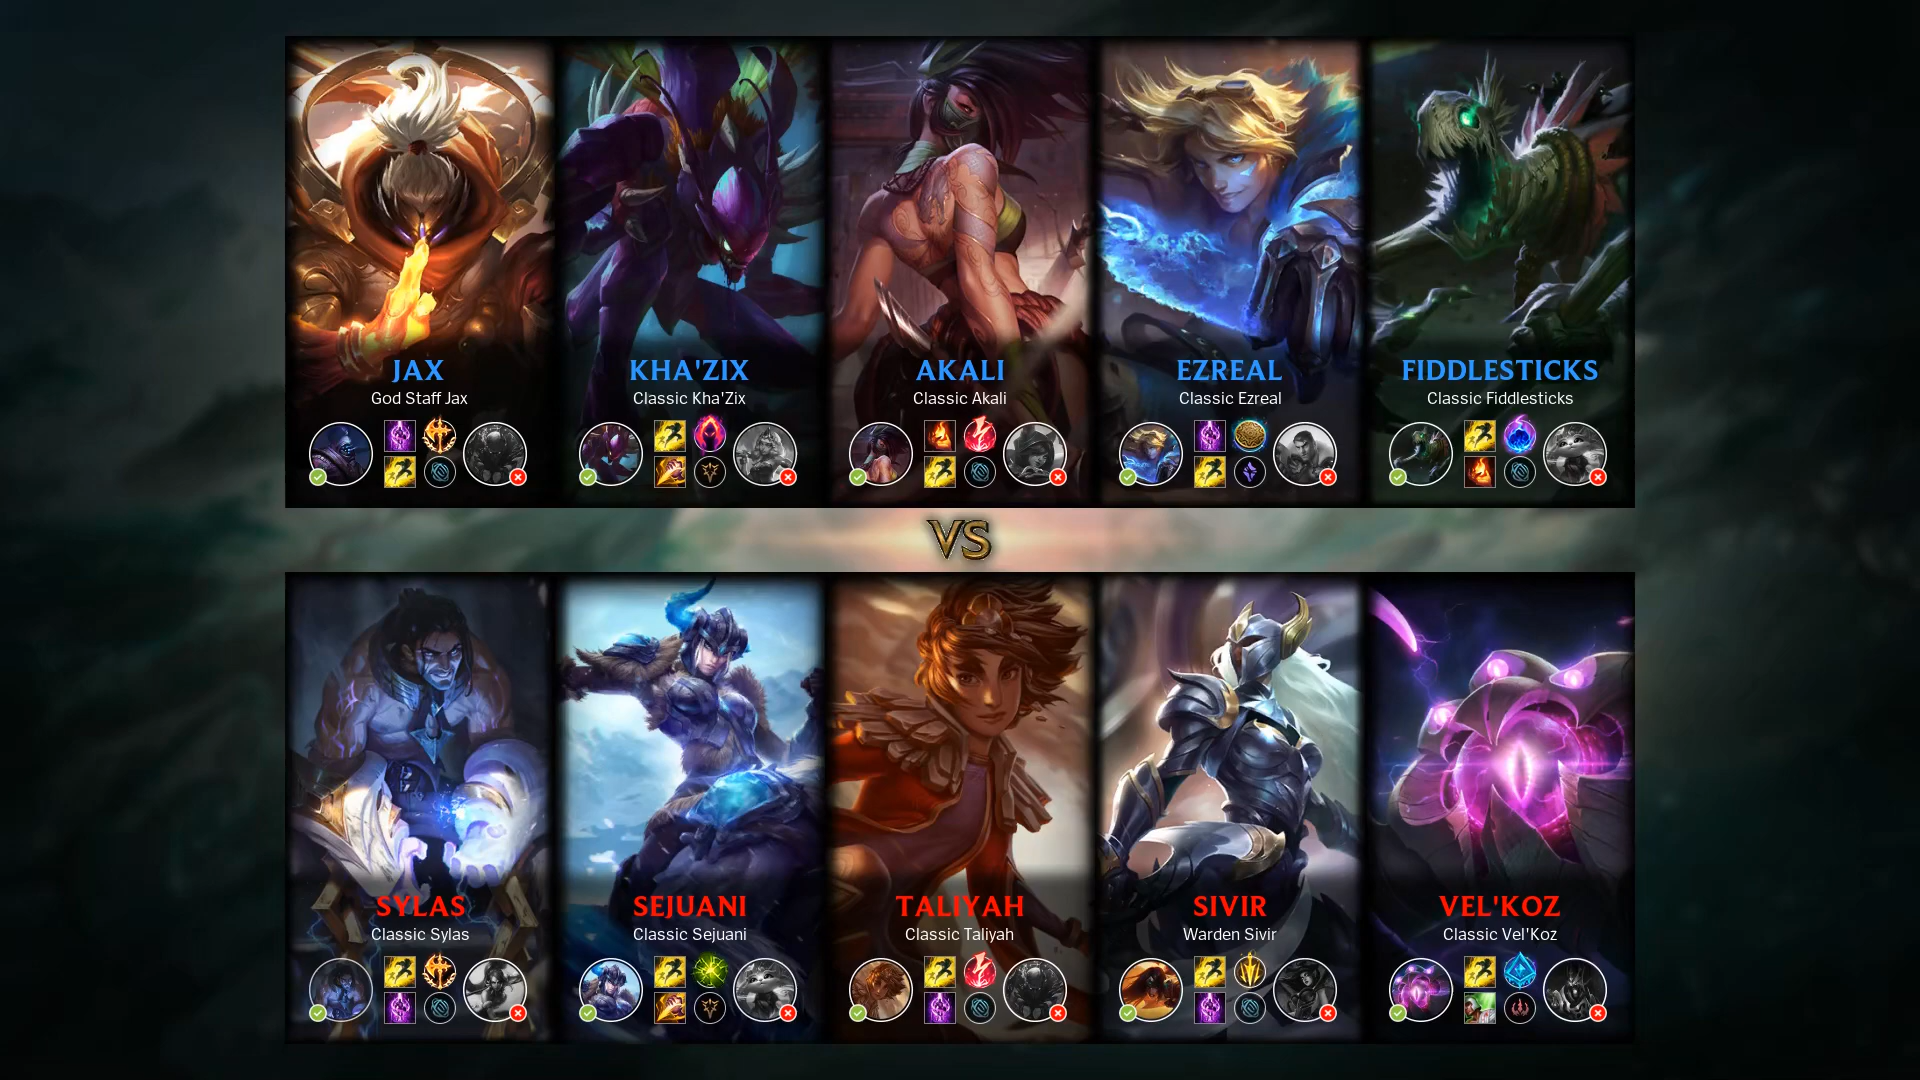 JAX
God Staff Jax
KHA'ZIX
Classic Kha'Zix
AKALI
Classic Akali
EZREAL
Classic Ezreal
FIDDLESTICKS
Classic Fiddlesticks
VS
SYLAS
Classic Sylas
SEJUANI
Classic Sejuani
TALIYAH
Classic Taliyah
SIVIR
Warden Sivir
VEL'KOZ
Classic Vel'Koz